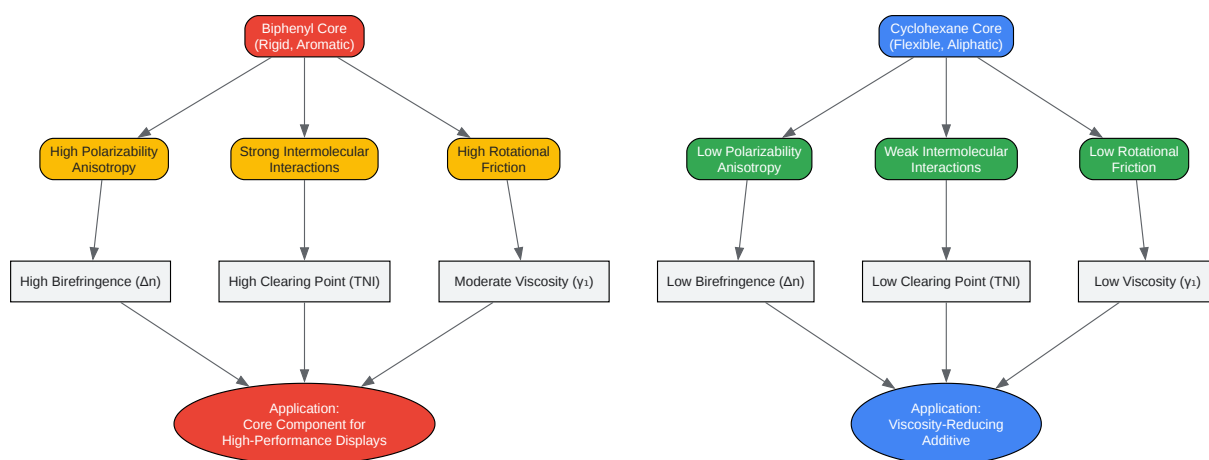 Biphenyl Core
(Rigid, Aromatic)
High Polarizability
Anisotropy
Strong Intermolecular
Interactions
High Rotational
Friction
High Birefringence (Δn)
High Clearing Point (TNI)
Moderate Viscosity (γ₁)
Application:
Core Component for
High-Performance Displays
Cyclohexane Core
(Flexible, Aliphatic)
Low Polarizability
Anisotropy
Weak Intermolecular
Interactions
Low Rotational
Friction
Low Birefringence (Δn)
Low Clearing Point (TNI)
Low Viscosity (γ₁)
Application:
Viscosity-Reducing
Additive